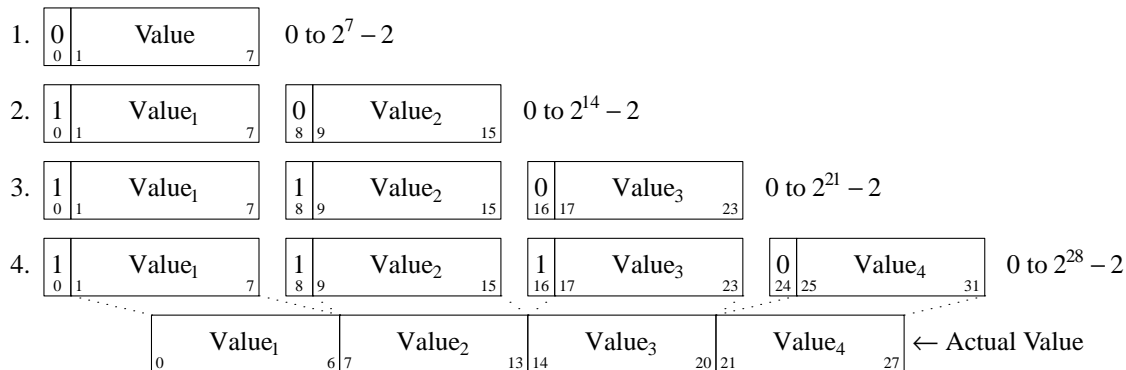 1. 0 Value 0 to 2^7 − 2
0 1 7
2. 1 Value₁ 0 Value₂ 0 to 2^14 − 2
0 1 7 8 9 15
3. 1 Value₁ 1 Value₂ 0 Value₃ 0 to 2^21 − 2
0 1 7 8 9 15 16 17 23
4. 1 Value₁ 1 Value₂ 1 Value₃ 0 Value₄ 0 to 2^28 − 2
0 1 7 8 9 15 16 17 23 24 25 31
Value₁ Value₂ Value₃ Value₄ ← Actual Value
0 6 7 13 14 20 21 27